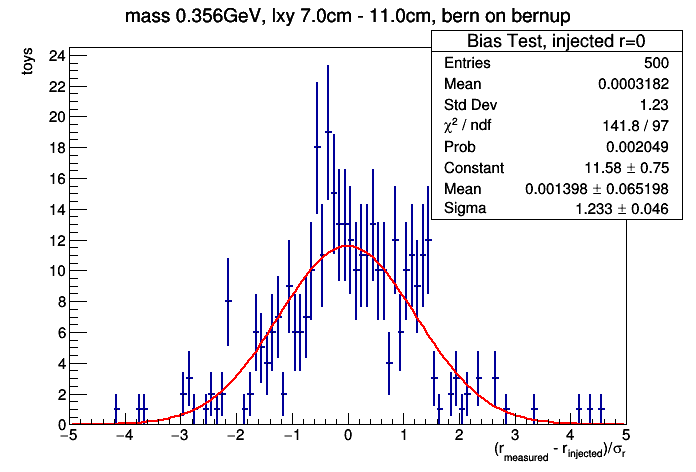 mass 0.356GeV, lxy 7.0cm - 11.0cm, bern on bernup
Bias Test, injected r=0
Entries 500
Mean 0.0003182
Std Dev 1.23
χ² / ndf 141.8 / 97
Prob 0.002049
Constant 11.58 ± 0.75
Mean 0.001398 ± 0.065198
Sigma 1.233 ± 0.046
toys
24
22
20
18
16
14
12
10
8
6
4
2
0
−5 −4 −3 −2 −1 0 1 2 3 4 5
(r_measured - r_injected)/σ_r